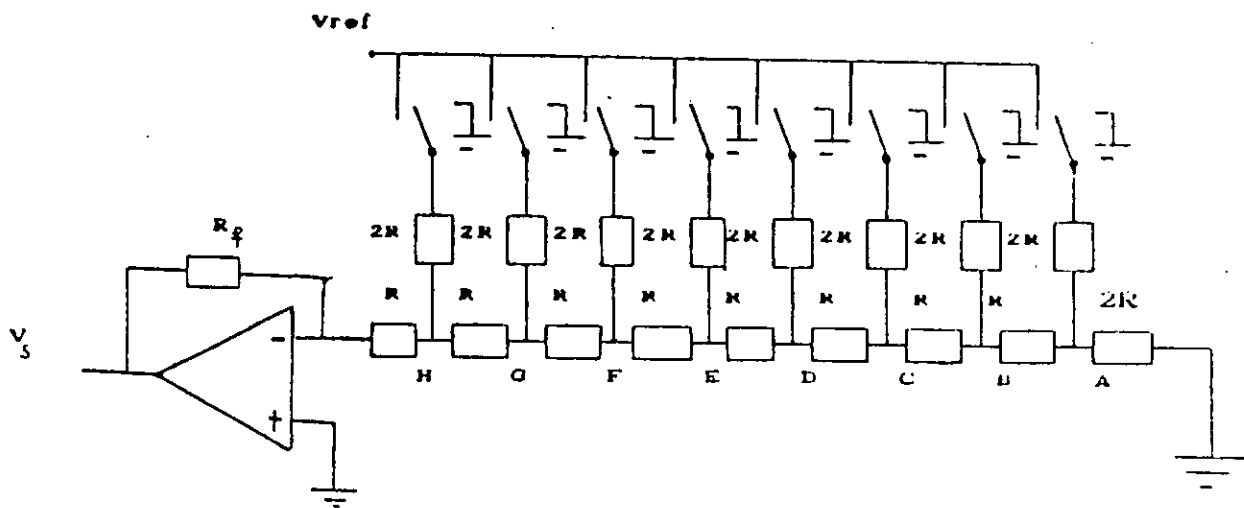 Vref
2R 2R 2R 2R 2R 2R 2R 2R
Rf
R R R R R R R R 2R
Vs
-
H G F E D C B A
+